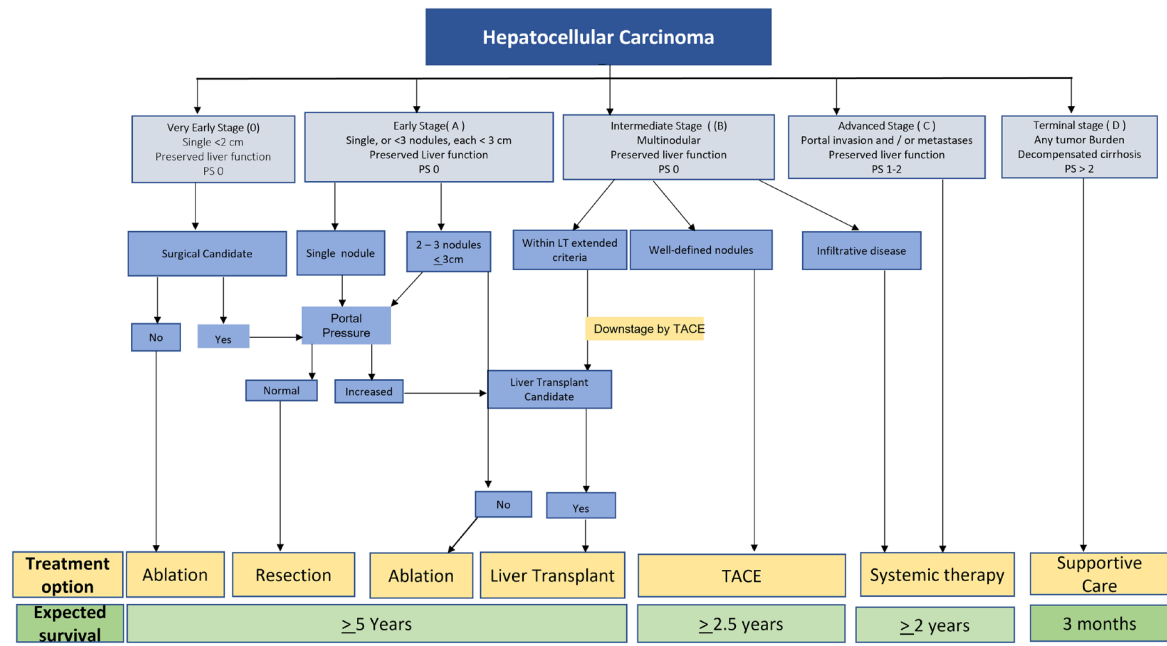 Hepatocellular Carcinoma
Very Early Stage (0)
Single <2 cm
Preserved liver function
PS 0
Early Stage( A )
Single, or <3 nodules, each < 3 cm
Preserved Liver function
PS 0
Intermediate Stage ( (B)
Multinodular
Preserved liver function
PS 0
Advanced Stage ( C )
Portal invasion and / or metastases
Preserved liver function
PS 1-2
Terminal stage ( D )
Any tumor Burden
Decompensated cirrhosis
PS > 2
Surgical Candidate
Single nodule
2 – 3 nodules
< 3cm
Within LT extended
criteria
Well-defined nodules
Infiltrative disease
Portal
Pressure
Downstage by TACE
No
Yes
Normal
Increased
Liver Transplant
Candidate
No
Yes
Treatment
option
Ablation
Resection
Ablation
Liver Transplant
TACE
Systemic therapy
Supportive
Care
Expected
survival
> 5 Years
> 2.5 years
> 2 years
3 months